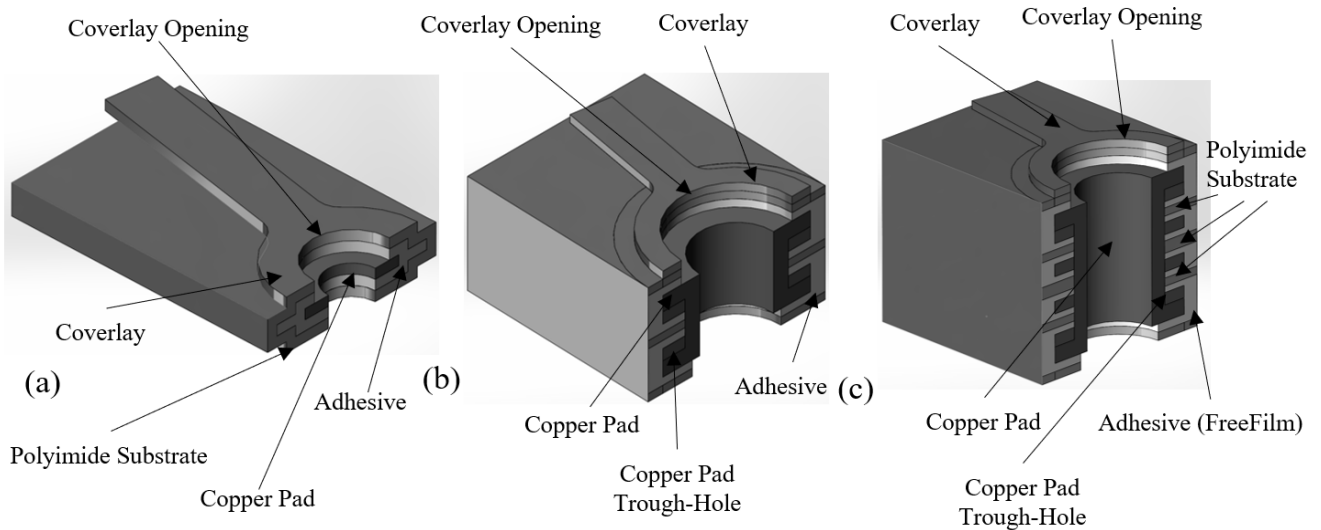 Coverlay Opening
Coverlay
Polyimide Substrate
Copper Pad
Adhesive
(a)
Coverlay Opening
Coverlay
Copper Pad
Copper Pad
Trough-Hole
Adhesive
(b)
Coverlay
Coverlay Opening
Polyimide
Substrate
Copper Pad
Adhesive (FreeFilm)
Copper Pad
Trough-Hole
(c)